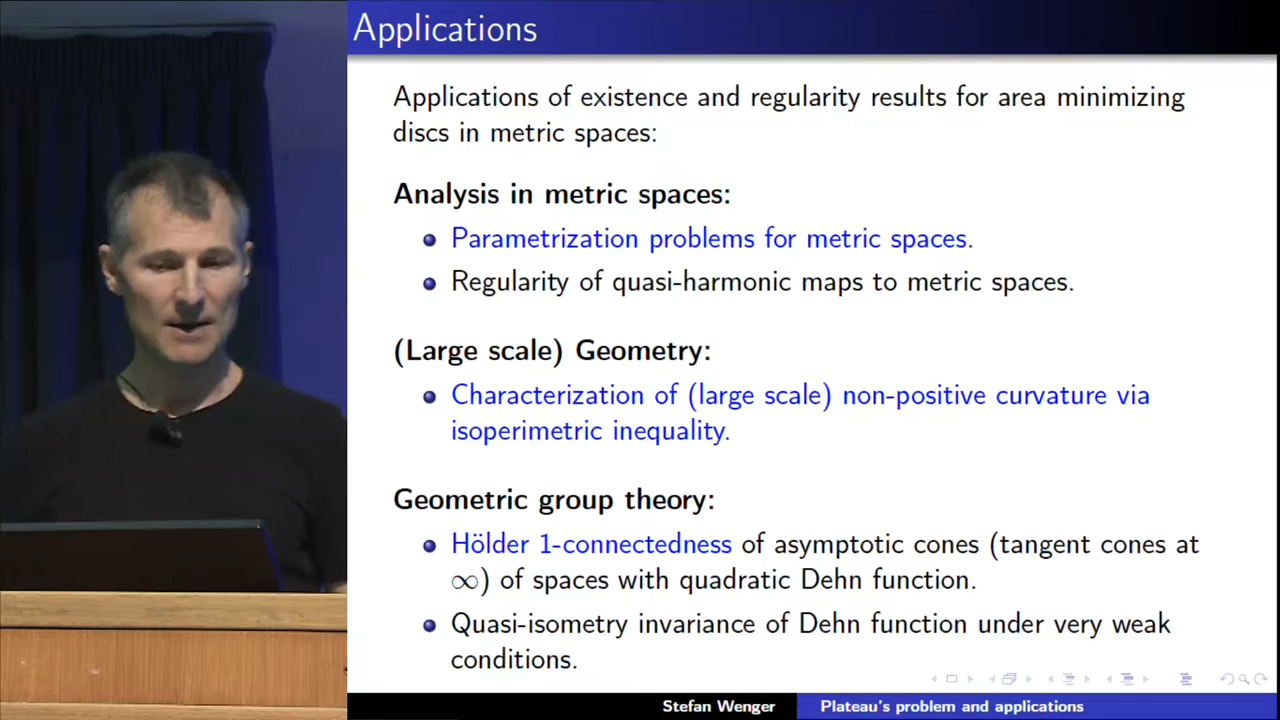 Applications
Applications of existence and regularity results for area minimizing
discs in metric spaces:
Analysis in metric spaces:
Parametrization problems for metric spaces.
Regularity of quasi-harmonic maps to metric spaces.
(Large scale) Geometry:
Characterization of (large scale) non-positive curvature via
isoperimetric inequality.
Geometric group theory:
Hölder 1-connectedness of asymptotic cones (tangent cones at
∞) of spaces with quadratic Dehn function.
Quasi-isometry invariance of Dehn function under very weak
conditions.
Stefan Wenger
Plateau's problem and applications